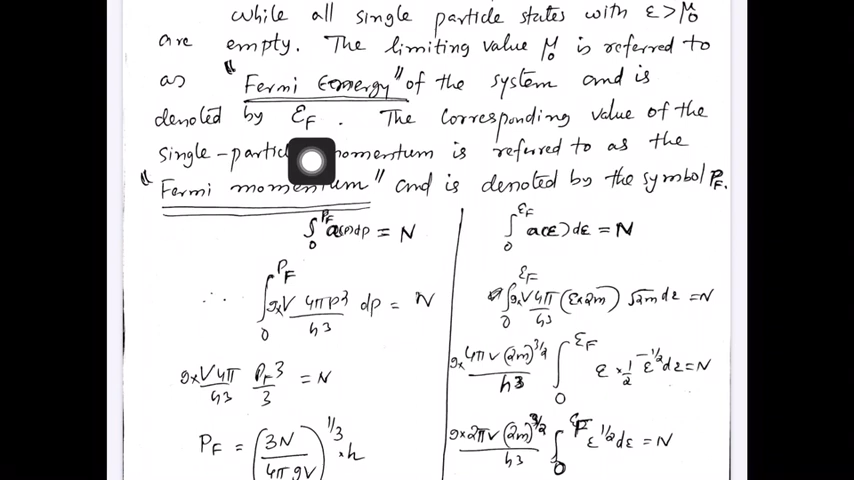 while all single particle states with ε > μ₀
are empty. The limiting value μ₀ is referred to
as "Fermi Energy" of the system and is
denoted by εF. The corresponding value of the
single-particle momentum is referred to as the
"Fermi momentum" and is denoted by the symbol PF.
∫₀^PF a(p)dp = N
∴ ∫₀^PF g×V 4πp²/h3 dp = N
g×V4π/h3 PF³/3 = N
PF = (3N/4πgV)^1/3 × h
∫₀^εF a(ε)dε = N
∫₀^εF g×V4π/h3 (ε×2m) √2m dε = N
g×4πV(2m)^3/2/h3 ∫₀^εF ε × 1/2 ε^-1/2 dε = N
g×2πV(2m)^3/2/h3 ∫₀^εF ε^1/2 dε = N